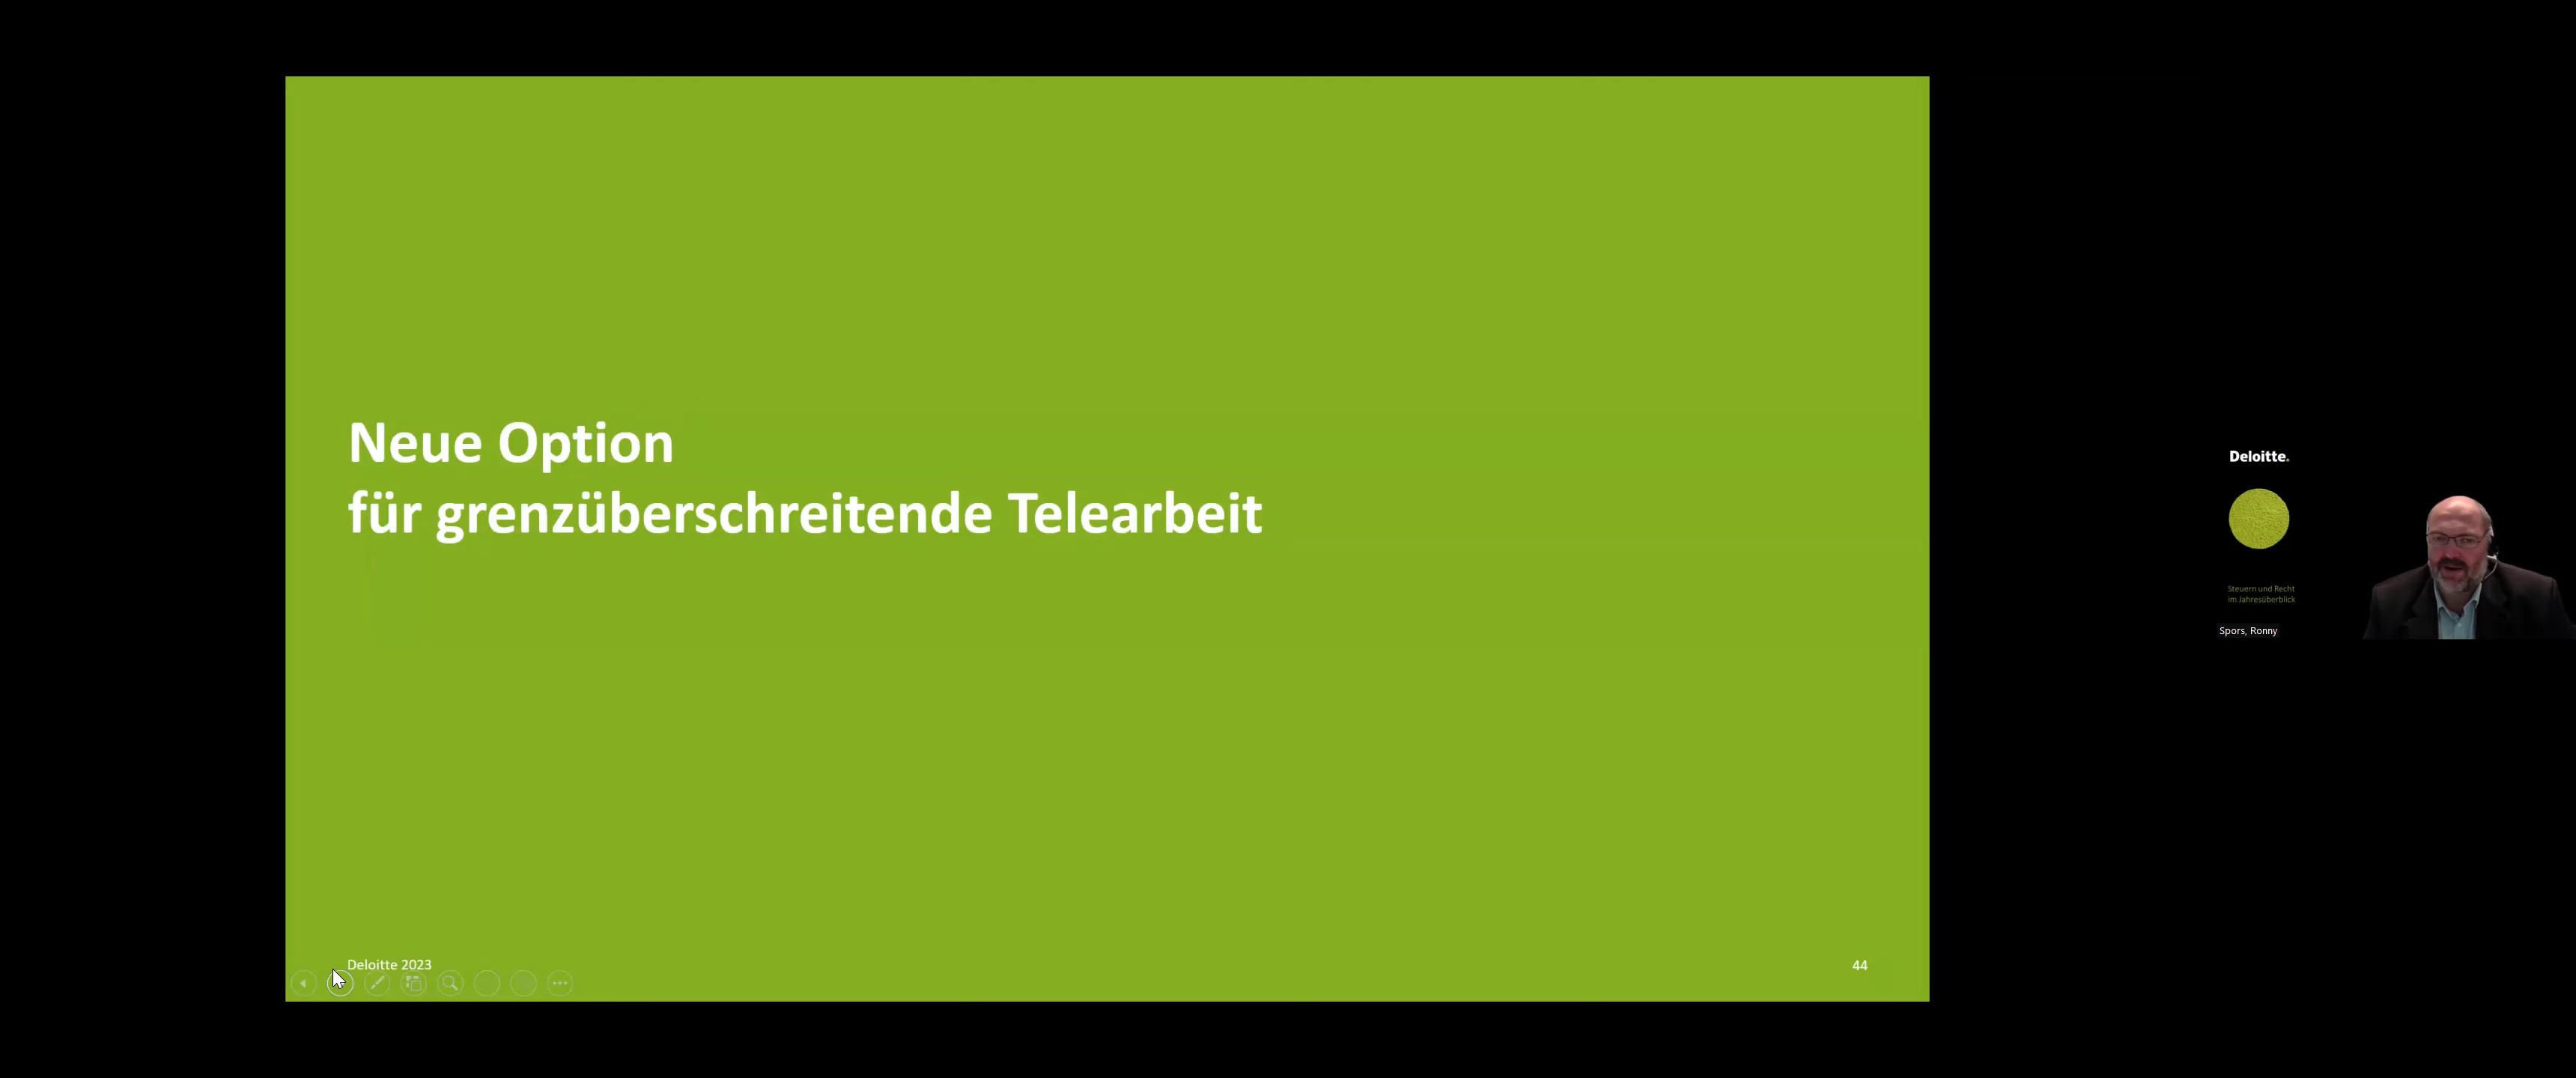 Neue Option
für grenzüberschreitende Telearbeit
Deloitte 2023
44
Deloitte.
Steuern und Recht
im Jahresüberblick
Spors, Ronny